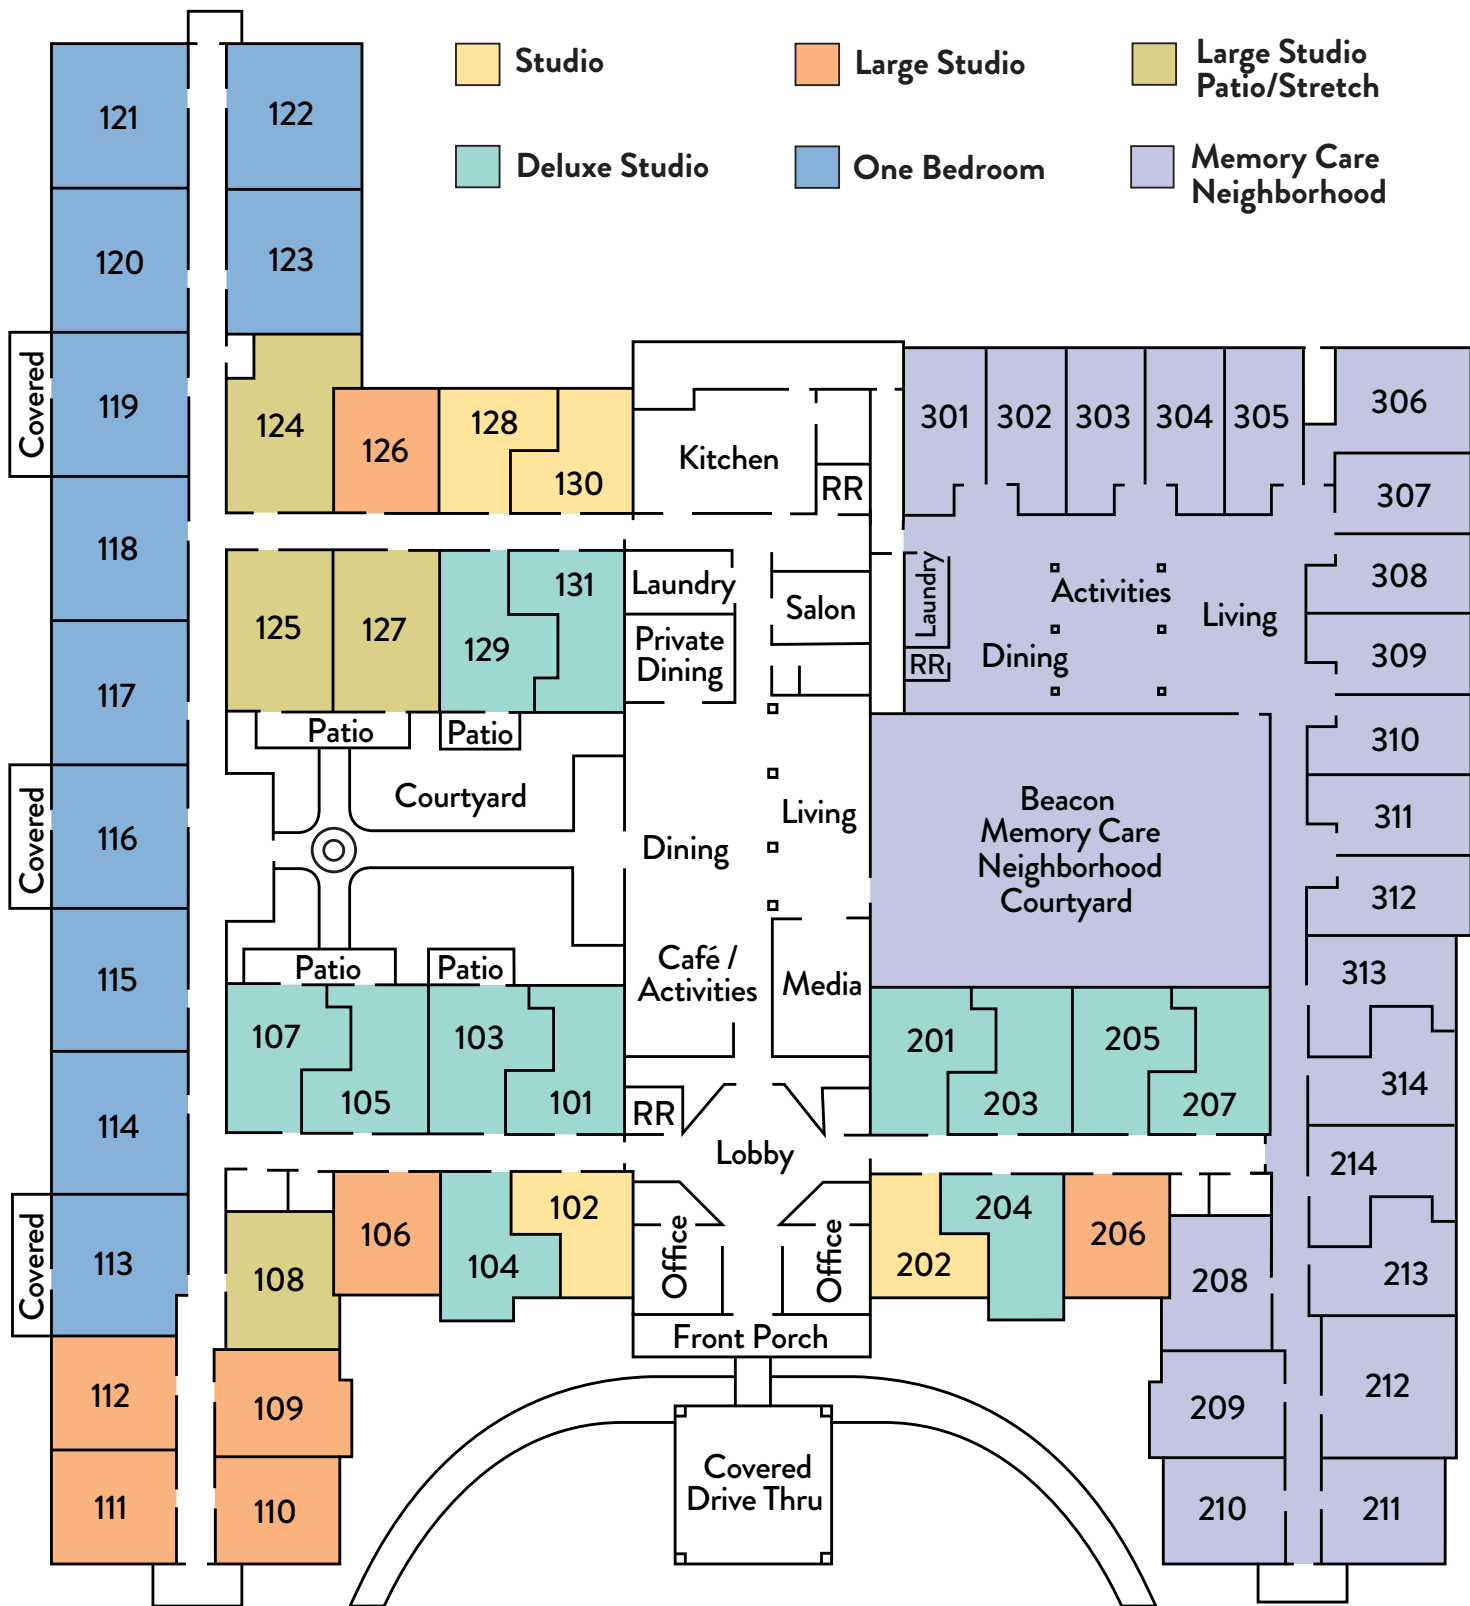 Studio
Large Studio
Large Studio
Patio/Stretch
Deluxe Studio
One Bedroom
Memory Care
Neighborhood
121
122
120
123
Covered
119
124
126
128
130
Kitchen
RR
301
302
303
304
305
306
307
118
125
127
129
131
Laundry
Private
Dining
Salon
Laundry
RR
Activities
Dining
Living
308
309
117
Patio
Patio
Courtyard
310
Covered
116
Dining
Living
Beacon
Memory Care
Neighborhood
Courtyard
311
312
115
Patio
Patio
Café /
Activities
Media
313
107
105
103
101
RR
201
203
205
207
314
114
Lobby
214
Covered
113
108
106
104
102
Office
Office
202
204
206
208
213
Front Porch
112
109
209
212
111
110
Covered
Drive Thru
210
211